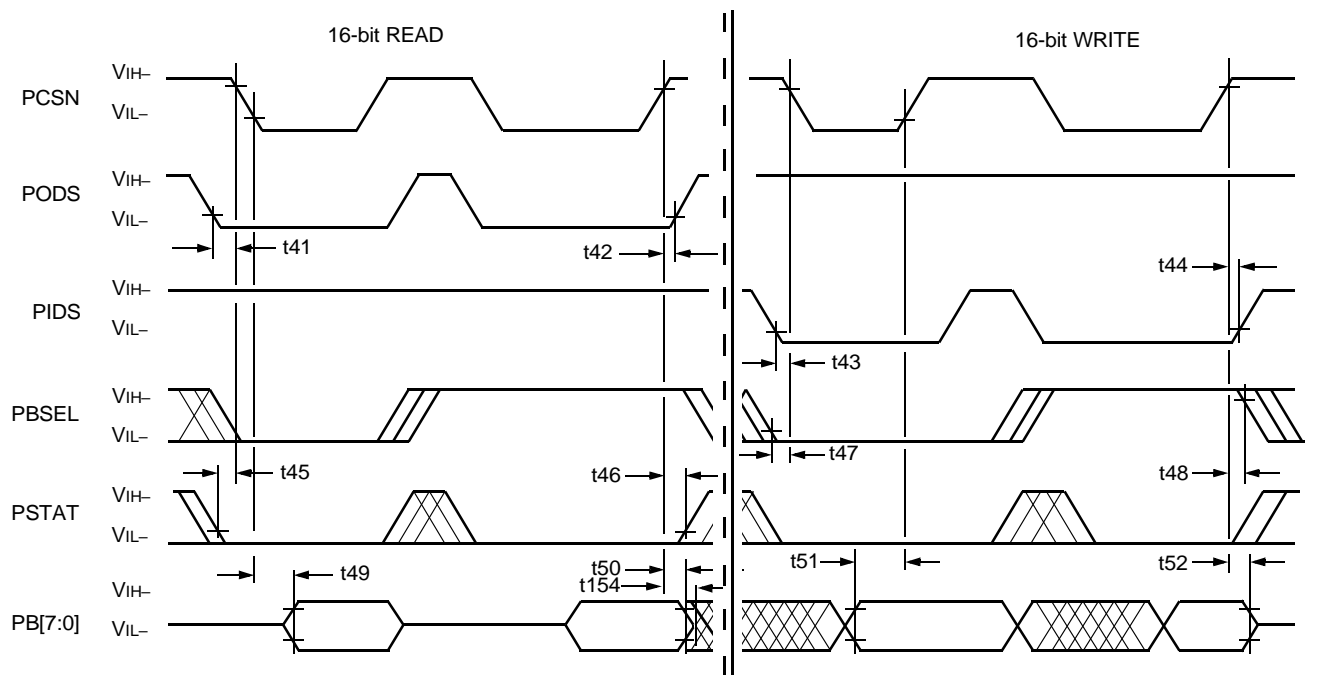 16-bit READ
16-bit WRITE
PCSN
VIH–
VIL–
PODS
VIH–
VIL–
t41
t42
t44
PIDS
VIH–
VIL–
t43
PBSEL
VIH–
VIL–
t45
t46
t47
t48
PSTAT
VIH–
VIL–
t49
t50
t154
t51
t52
PB[7:0]
VIH–
VIL–